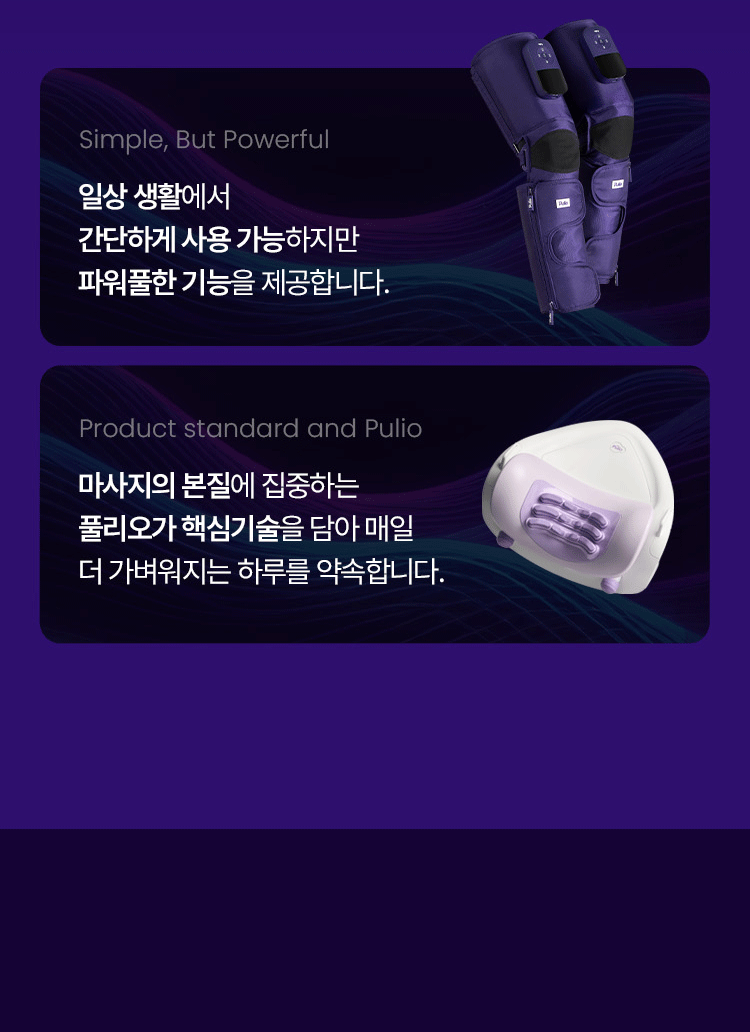 Simple, But Powerful
일상 생활에서
간단하게 사용 가능하지만
파워풀한 기능을 제공합니다.
Pulio
Pulio
Product standard and Pulio
마사지의 본질에 집중하는
풀리오가 핵심기술을 담아 매일
더 가벼워지는 하루를 약속합니다.